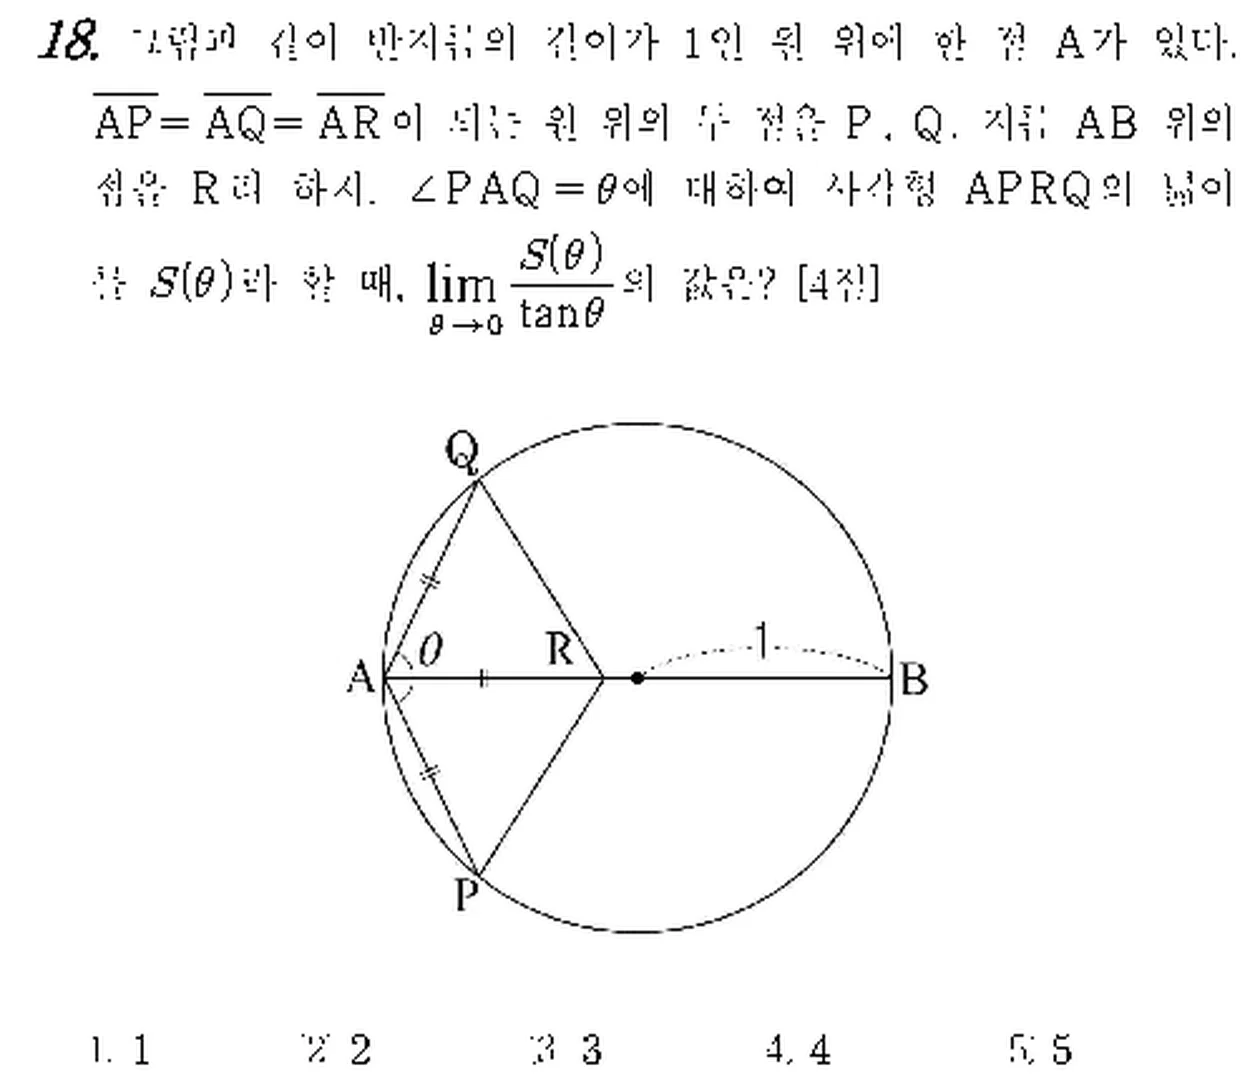 18. 그림과 같이 반지름의 길이가 1인 원 위에 한 점 A가 있다.
AP = AQ = AR 이 되는 원 위의 두 점을 P, Q, 지름 AB 위의
점을 R라 하자. ∠PAQ = θ에 대하여 사각형 APRQ의 넓이
를 S(θ)라 할 때, lim θ→0 S(θ)/tanθ 의 값은? [4점]
Q
A
θ
R
1
B
P
1. 1 2. 2 3. 3 4. 4 5. 5